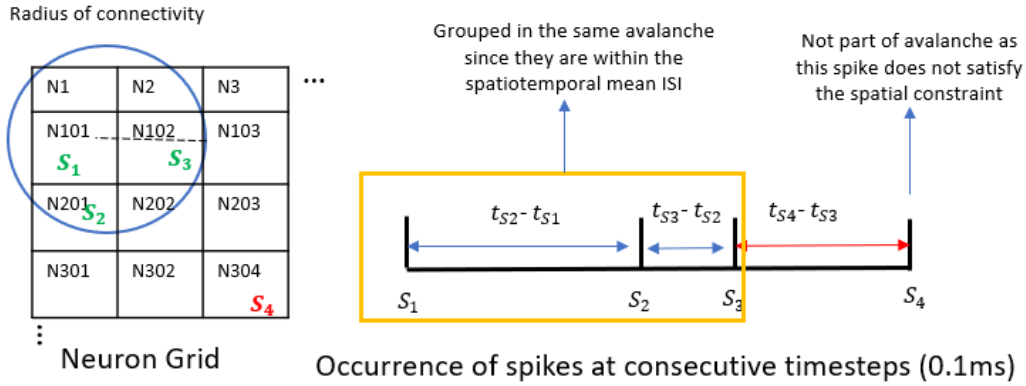 Radius of connectivity
N1 N2 N3 ...
N101 N102 N103
S1 S3
N201 N202 N203
S2
N301 N302 N304
S4
⋮
Neuron Grid
Grouped in the same avalanche
since they are within the
spatiotemporal mean ISI
Not part of avalanche as
this spike does not satisfy
the spatial constraint
tS2- tS1 tS3- tS2 tS4- tS3
S1 S2 S3 S4
Occurrence of spikes at consecutive timesteps (0.1ms)